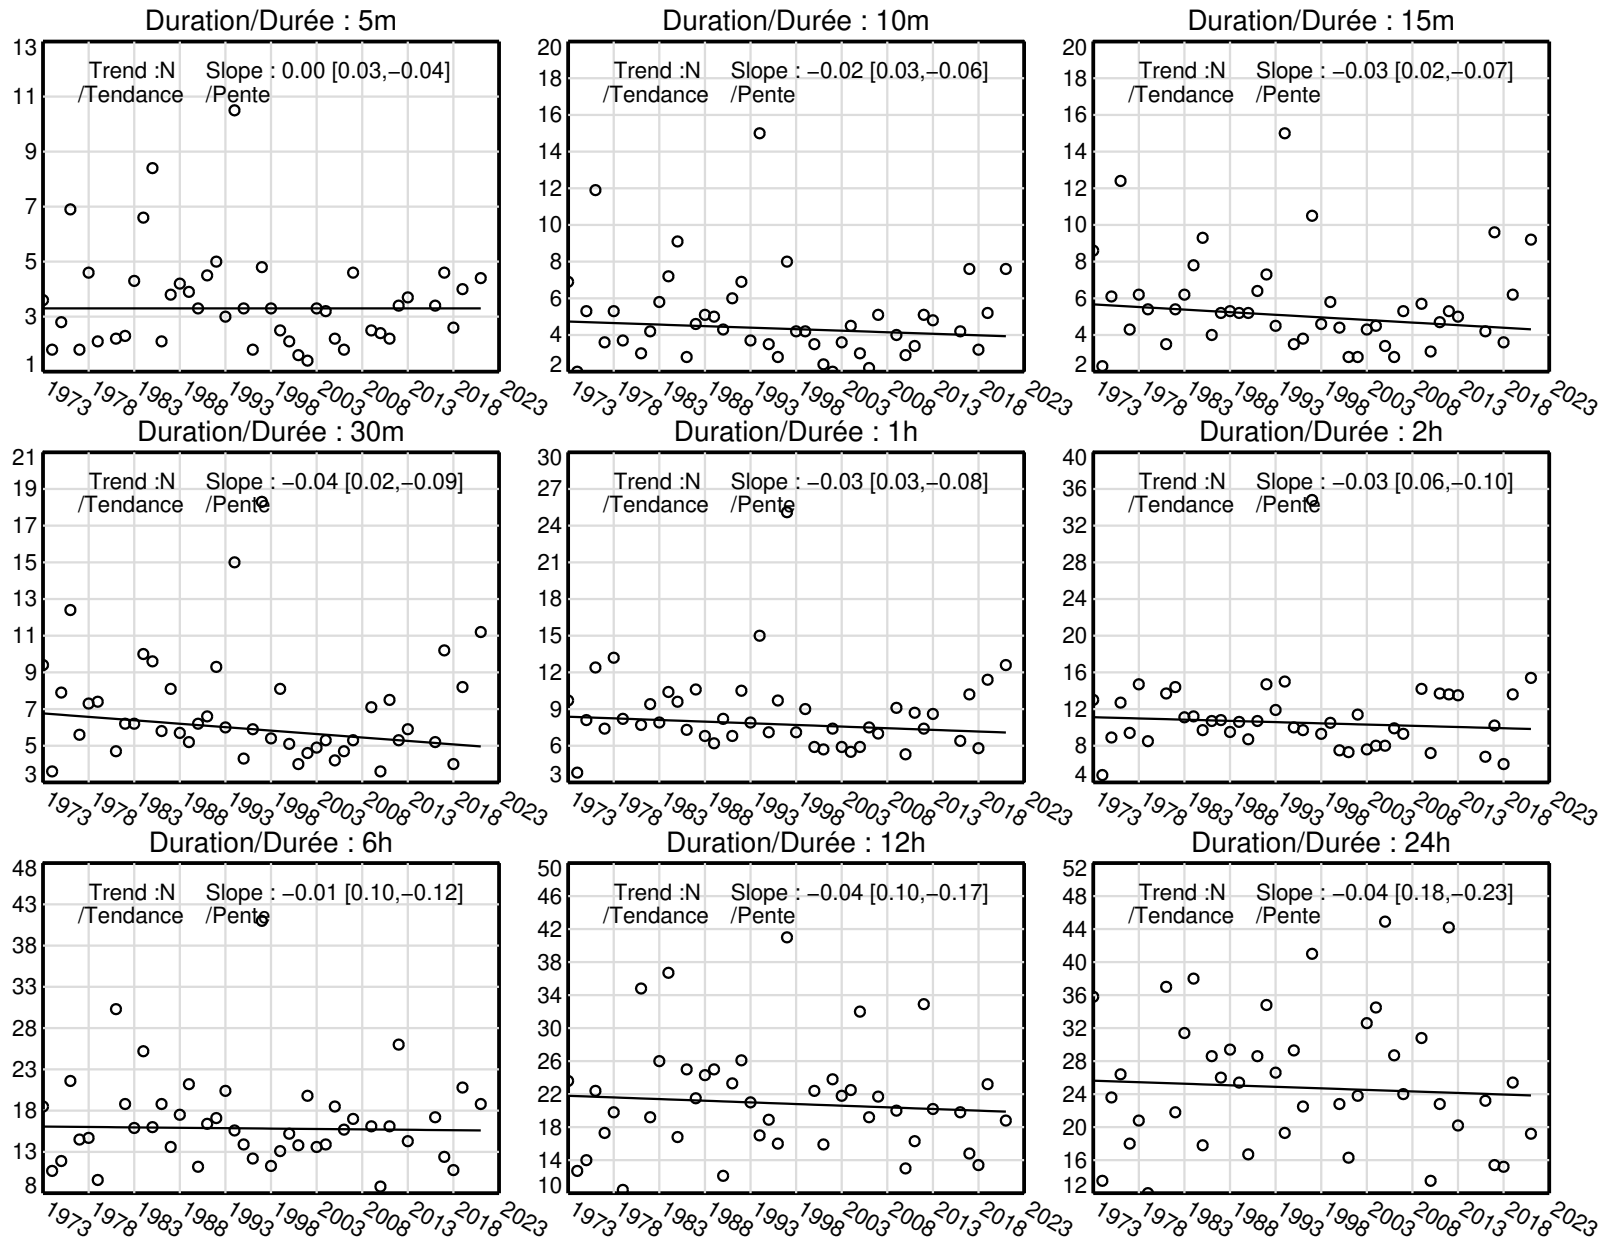 Duration/Durée : 5m
Trend :N Slope : 0.00 [0.03,−0.04]
/Tendance /Pente
13
11
9
7
5
3
1
1973 1978 1983 1988 1993 1998 2003 2008 2013 2018 2023
Duration/Durée : 10m
Trend :N Slope : −0.02 [0.03,−0.06]
/Tendance /Pente
20
18
16
14
12
10
8
6
4
2
1973 1978 1983 1988 1993 1998 2003 2008 2013 2018 2023
Duration/Durée : 15m
Trend :N Slope : −0.03 [0.02,−0.07]
/Tendance /Pente
20
18
16
14
12
10
8
6
4
2
1973 1978 1983 1988 1993 1998 2003 2008 2013 2018 2023
Duration/Durée : 30m
Trend :N Slope : −0.04 [0.02,−0.09]
/Tendance /Pente
21
19
17
15
13
11
9
7
5
3
1973 1978 1983 1988 1993 1998 2003 2008 2013 2018 2023
Duration/Durée : 1h
Trend :N Slope : −0.03 [0.03,−0.08]
/Tendance /Pente
30
27
24
21
18
15
12
9
6
3
1973 1978 1983 1988 1993 1998 2003 2008 2013 2018 2023
Duration/Durée : 2h
Trend :N Slope : −0.03 [0.06,−0.10]
/Tendance /Pente
40
36
32
28
24
20
16
12
8
4
1973 1978 1983 1988 1993 1998 2003 2008 2013 2018 2023
Duration/Durée : 6h
Trend :N Slope : −0.01 [0.10,−0.12]
/Tendance /Pente
48
43
38
33
28
23
18
13
8
1973 1978 1983 1988 1993 1998 2003 2008 2013 2018 2023
Duration/Durée : 12h
Trend :N Slope : −0.04 [0.10,−0.17]
/Tendance /Pente
50
46
42
38
34
30
26
22
18
14
10
1973 1978 1983 1988 1993 1998 2003 2008 2013 2018 2023
Duration/Durée : 24h
Trend :N Slope : −0.04 [0.18,−0.23]
/Tendance /Pente
52
48
44
40
36
32
28
24
20
16
12
1973 1978 1983 1988 1993 1998 2003 2008 2013 2018 2023